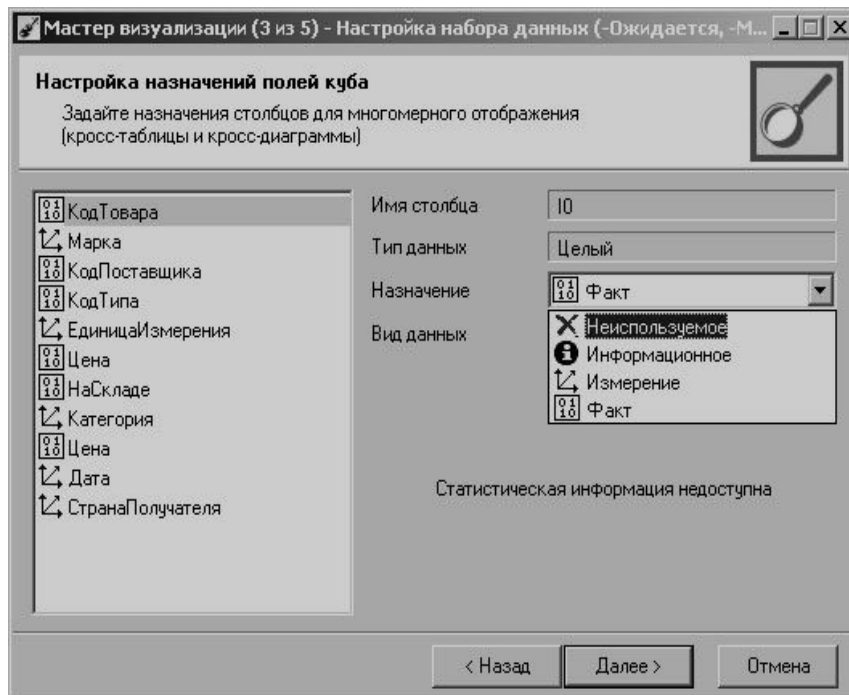 Мастер визуализации (3 из 5) - Настройка набора данных (-Ожидается, -М...
Настройка назначений полей куба
Задайте назначения столбцов для многомерного отображения
(кросс-таблицы и кросс-диаграммы)
КодТовара
Марка
КодПоставщика
КодТипа
ЕдиницаИзмерения
Цена
НаСкладе
Категория
Цена
Дата
СтранаПолучателя
Имя столбца I0
Тип данных Целый
Назначение Факт
Вид данных
Неиспользуемое
Информационное
Измерение
Факт
Статистическая информация недоступна
< Назад Далее > Отмена